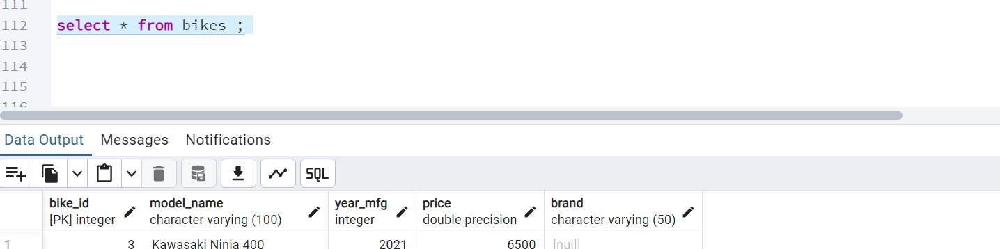 111
112 select * from bikes ;
113
114
115
116
Data Output Messages Notifications
SQL
bike_id model_name year_mfg price brand
[PK] integer character varying (100) integer double precision character varying (50)
1 3 Kawasaki Ninja 400 2021 6500 [null]